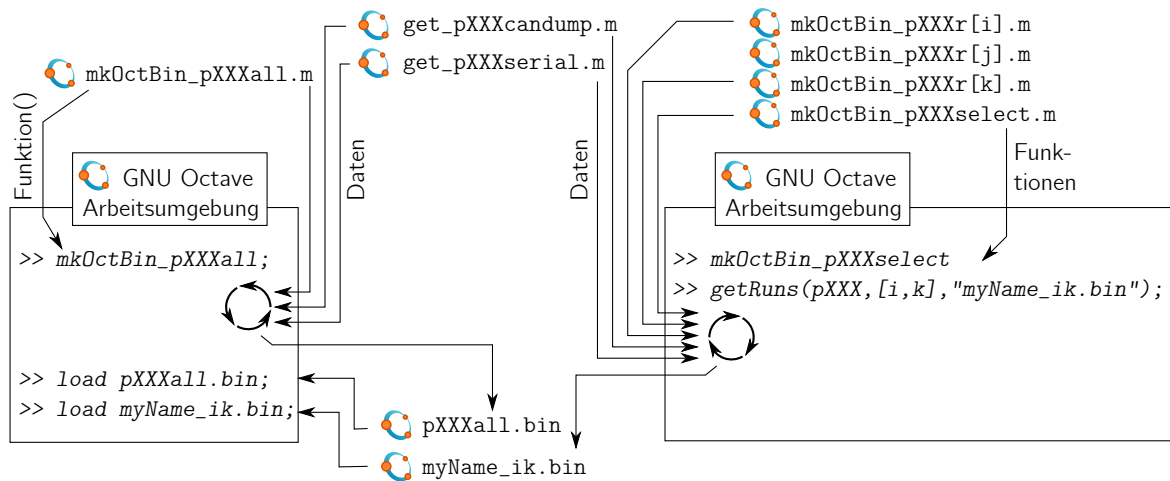 get_pXXXcandump.m
get_pXXXserial.m
mkOctBin_pXXXr[i].m
mkOctBin_pXXXr[j].m
mkOctBin_pXXXr[k].m
mkOctBin_pXXXselect.m
mkOctBin_pXXXall.m
Funktion()
Daten
Daten
Funk-
tionen
GNU Octave
Arbeitsumgebung
>> mkOctBin_pXXXall;
>> load pXXXall.bin;
>> load myName_ik.bin;
GNU Octave
Arbeitsumgebung
>> mkOctBin_pXXXselect
>> getRuns(pXXX,[i,k],"myName_ik.bin");
pXXXall.bin
myName_ik.bin